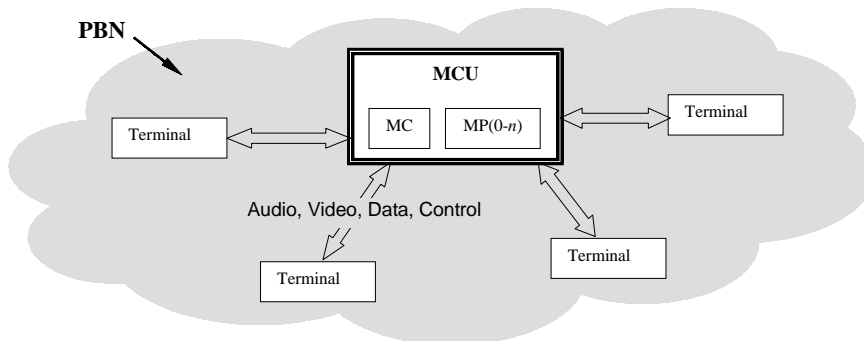 PBN
MCU
MC
MP(0-n)
Terminal
Terminal
Audio, Video, Data, Control
Terminal
Terminal